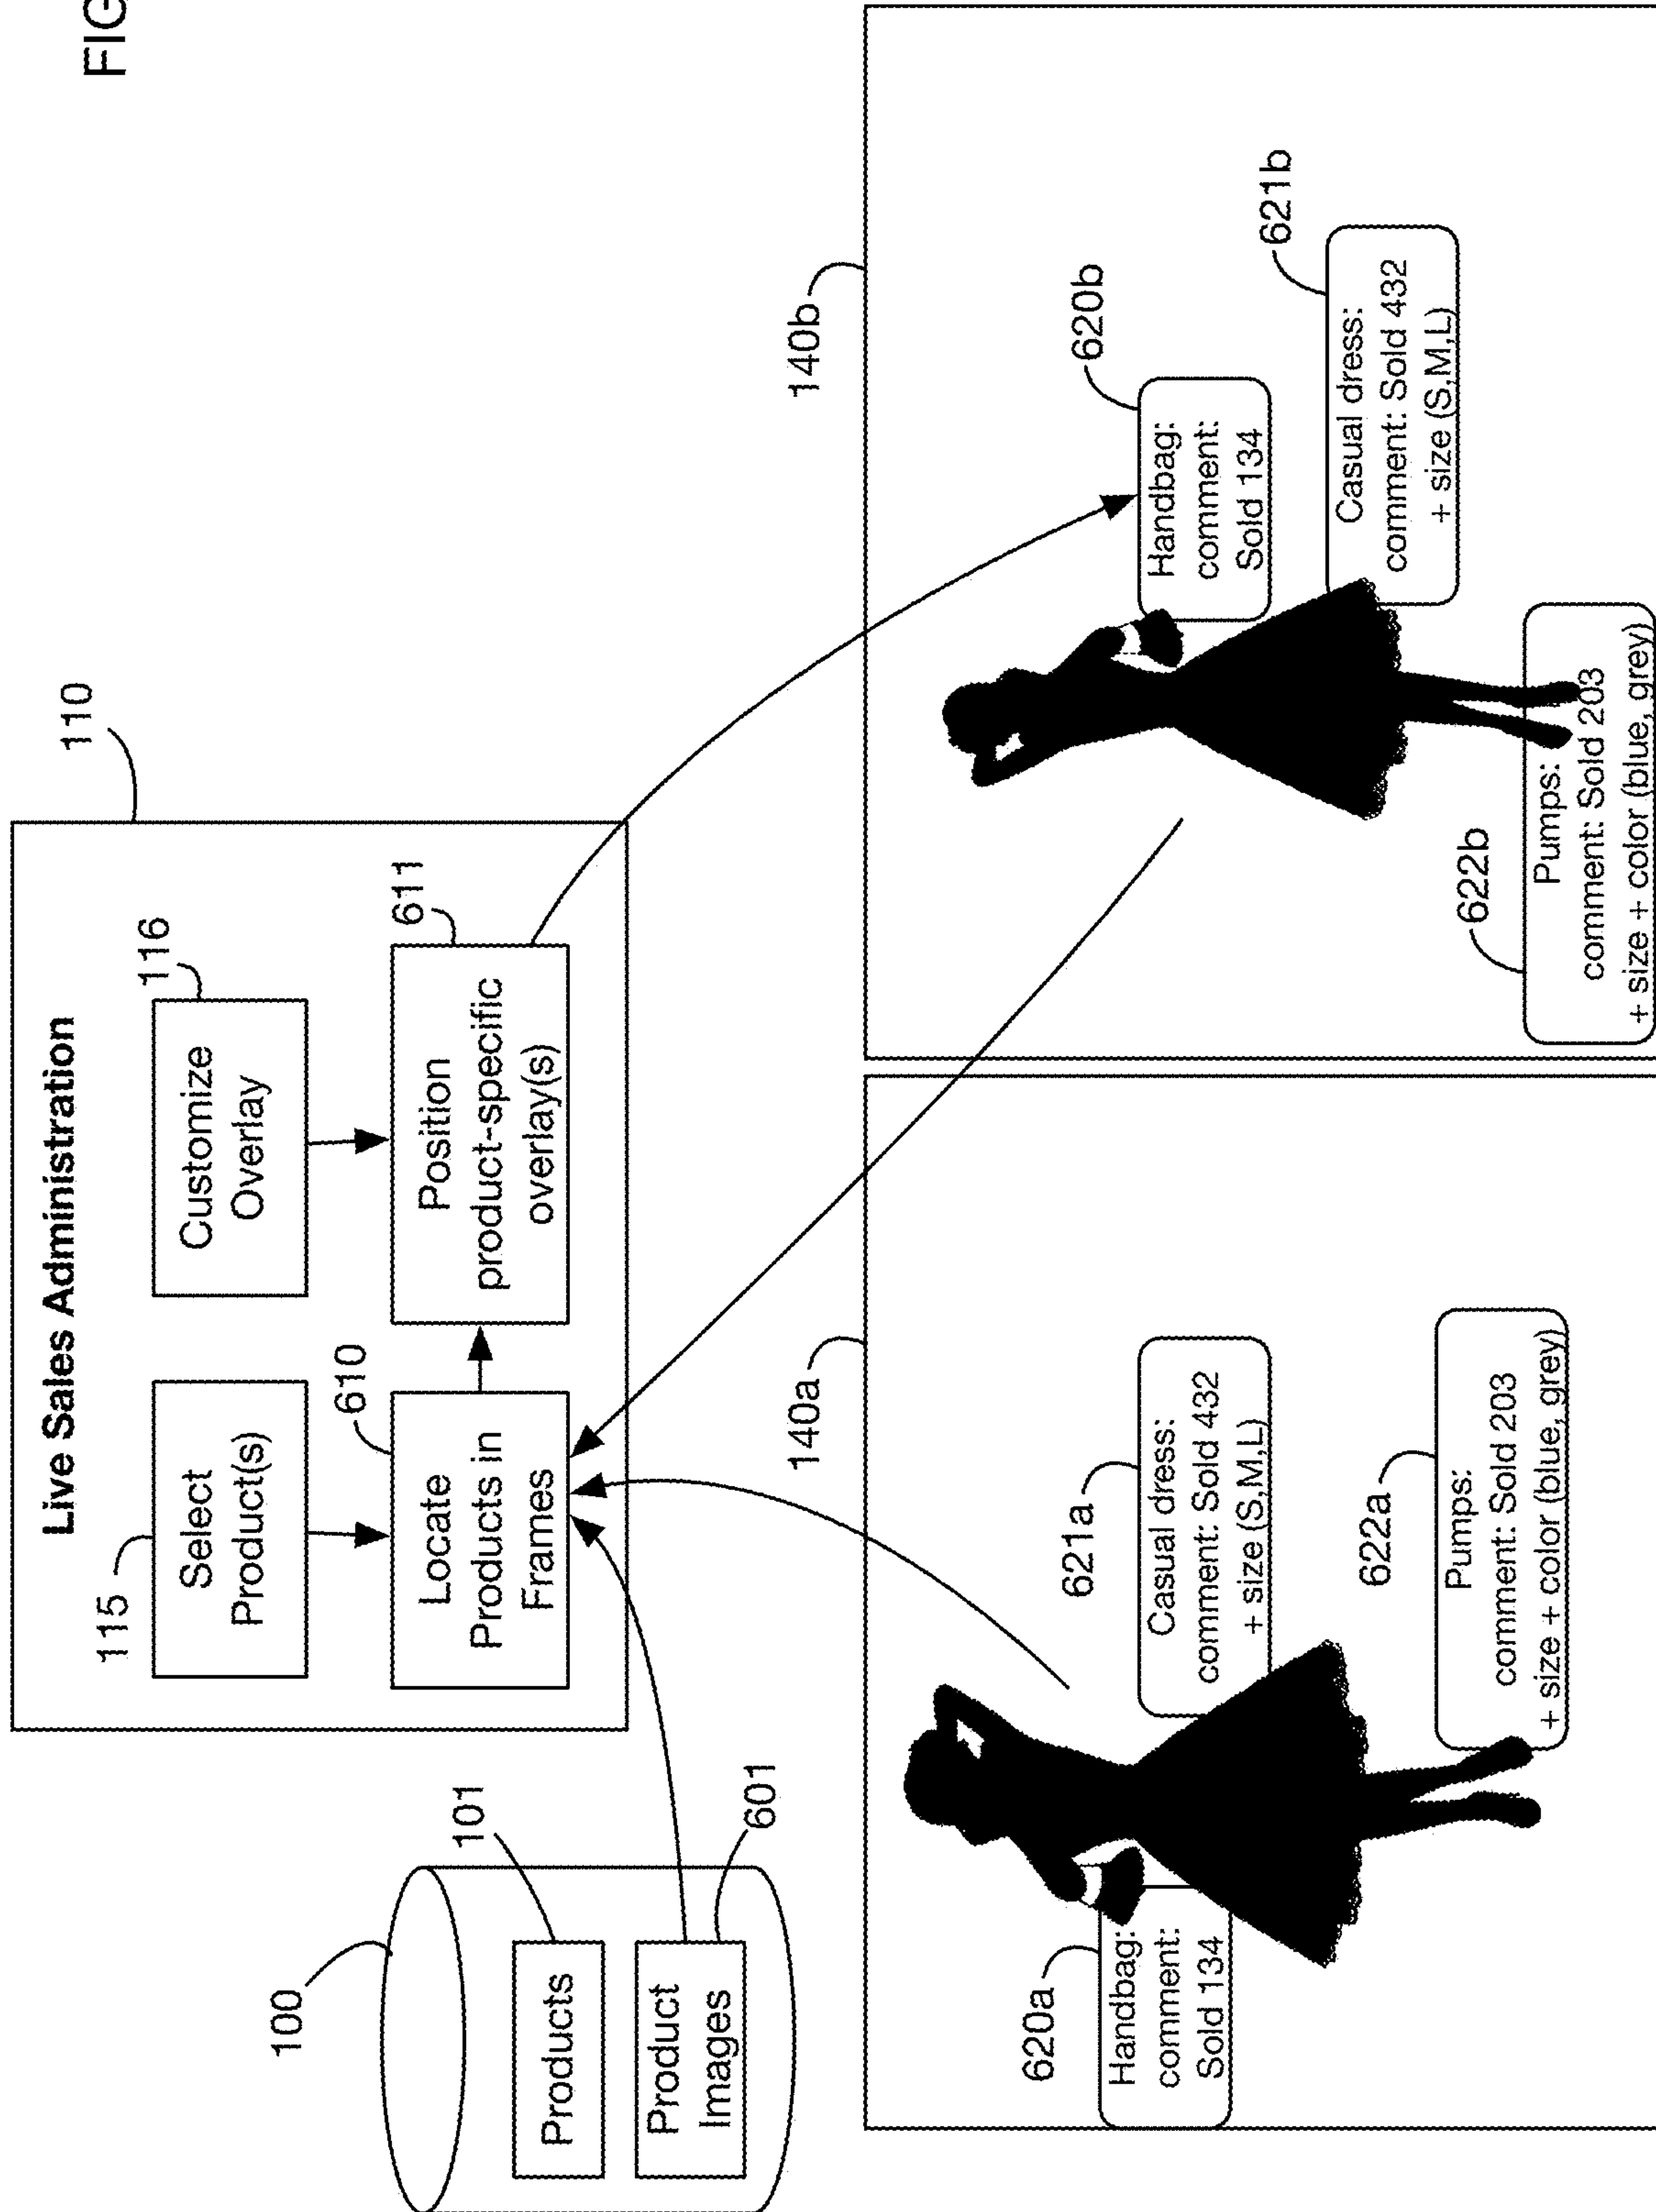 FIG
Live Sales Administration
110
115
Select
Product(s)
116
Customize
Overlay
610
Locate
Products in
Frames
611
Position
product-specific
overlay(s)
100
101
Products
Product
Images
601
140a
620a
Handbag:
comment:
Sold 134
621a
Casual dress:
comment: Sold 432
+ size (S,M,L)
622a
Pumps:
comment: Sold 203
+ size + color (blue, grey)
140b
620b
Handbag:
comment:
Sold 134
621b
Casual dress:
comment: Sold 432
+ size (S,M,L)
622b
Pumps:
comment: Sold 203
+ size + color (blue, grey)